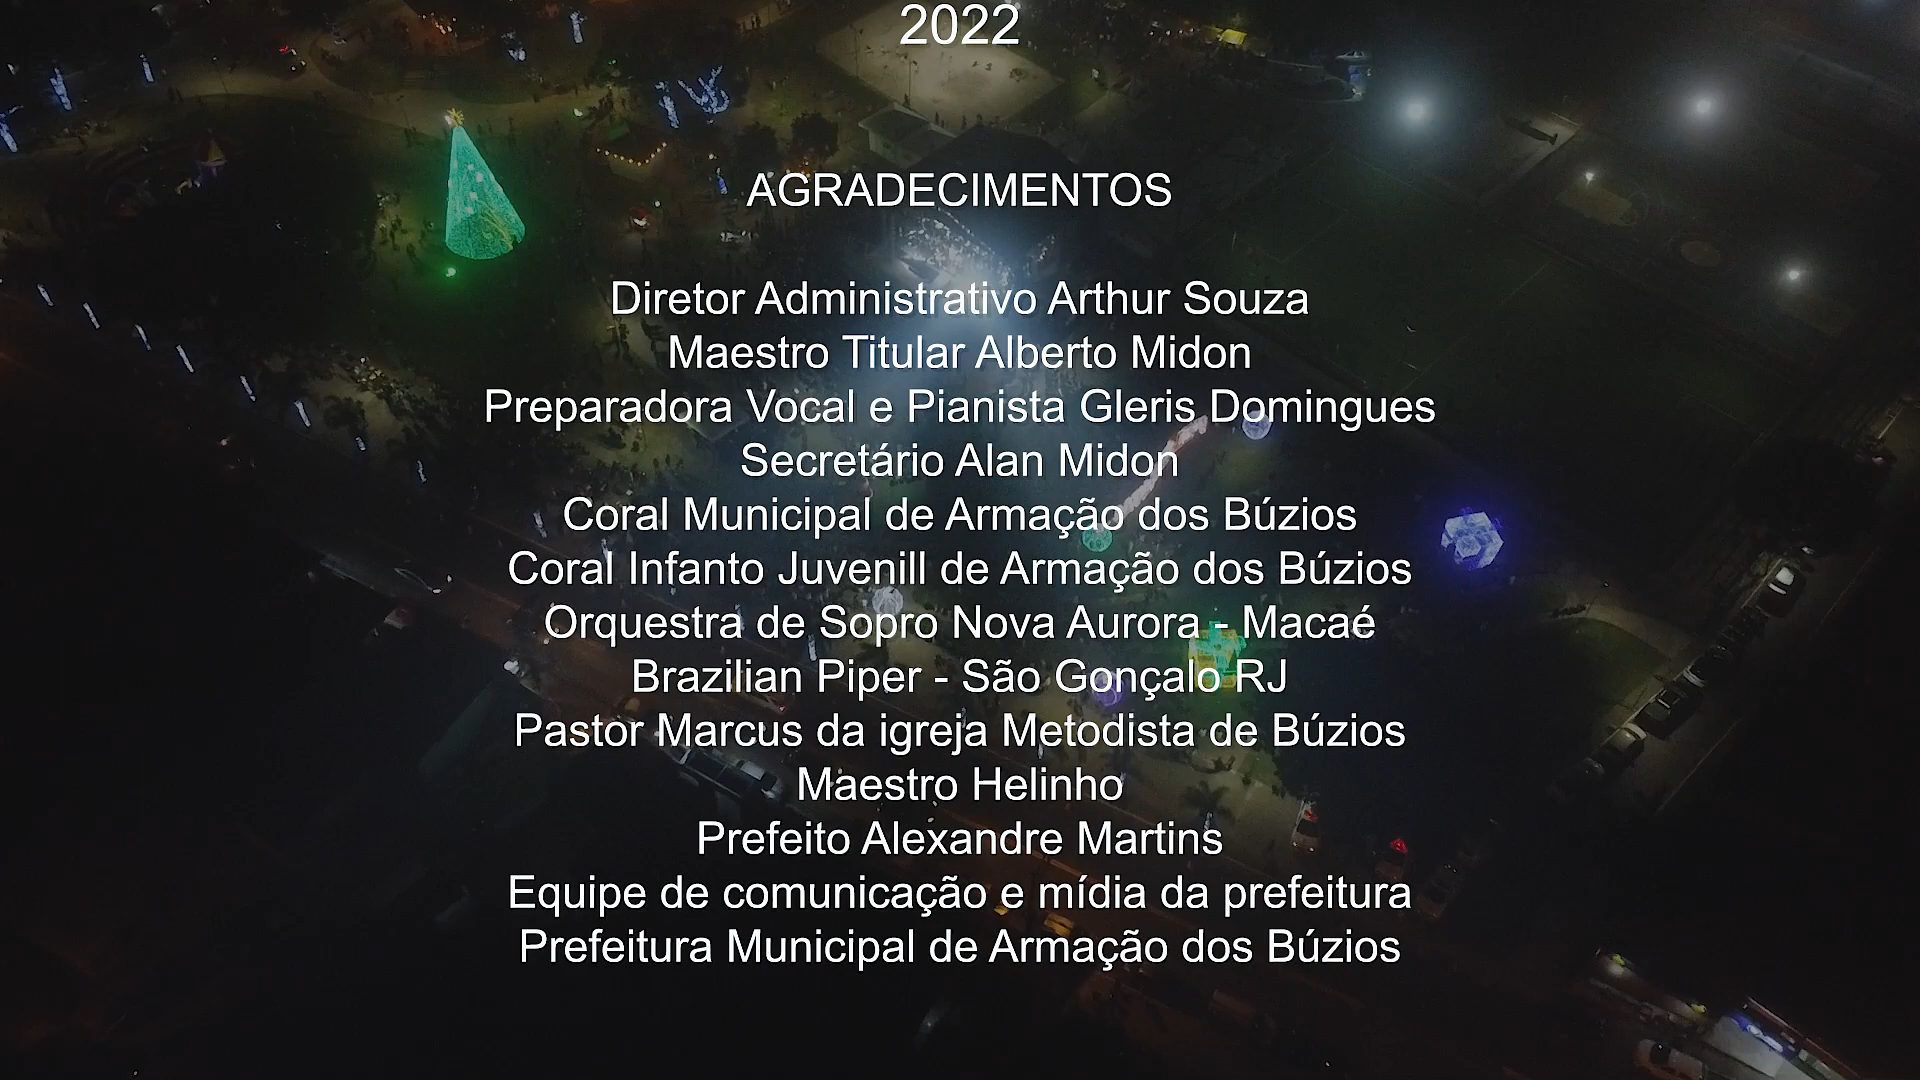 2022
AGRADECIMENTOS
Diretor Administrativo Arthur Souza
Maestro Titular Alberto Midon
Preparadora Vocal e Pianista Gleris Domingues
Secretário Alan Midon
Coral Municipal de Armação dos Búzios
Coral Infanto Juvenill de Armação dos Búzios
Orquestra de Sopro Nova Aurora - Macaé
Brazilian Piper - São Gonçalo RJ
Pastor Marcus da igreja Metodista de Búzios
Maestro Helinho
Prefeito Alexandre Martins
Equipe de comunicação e mídia da prefeitura
Prefeitura Municipal de Armação dos Búzios